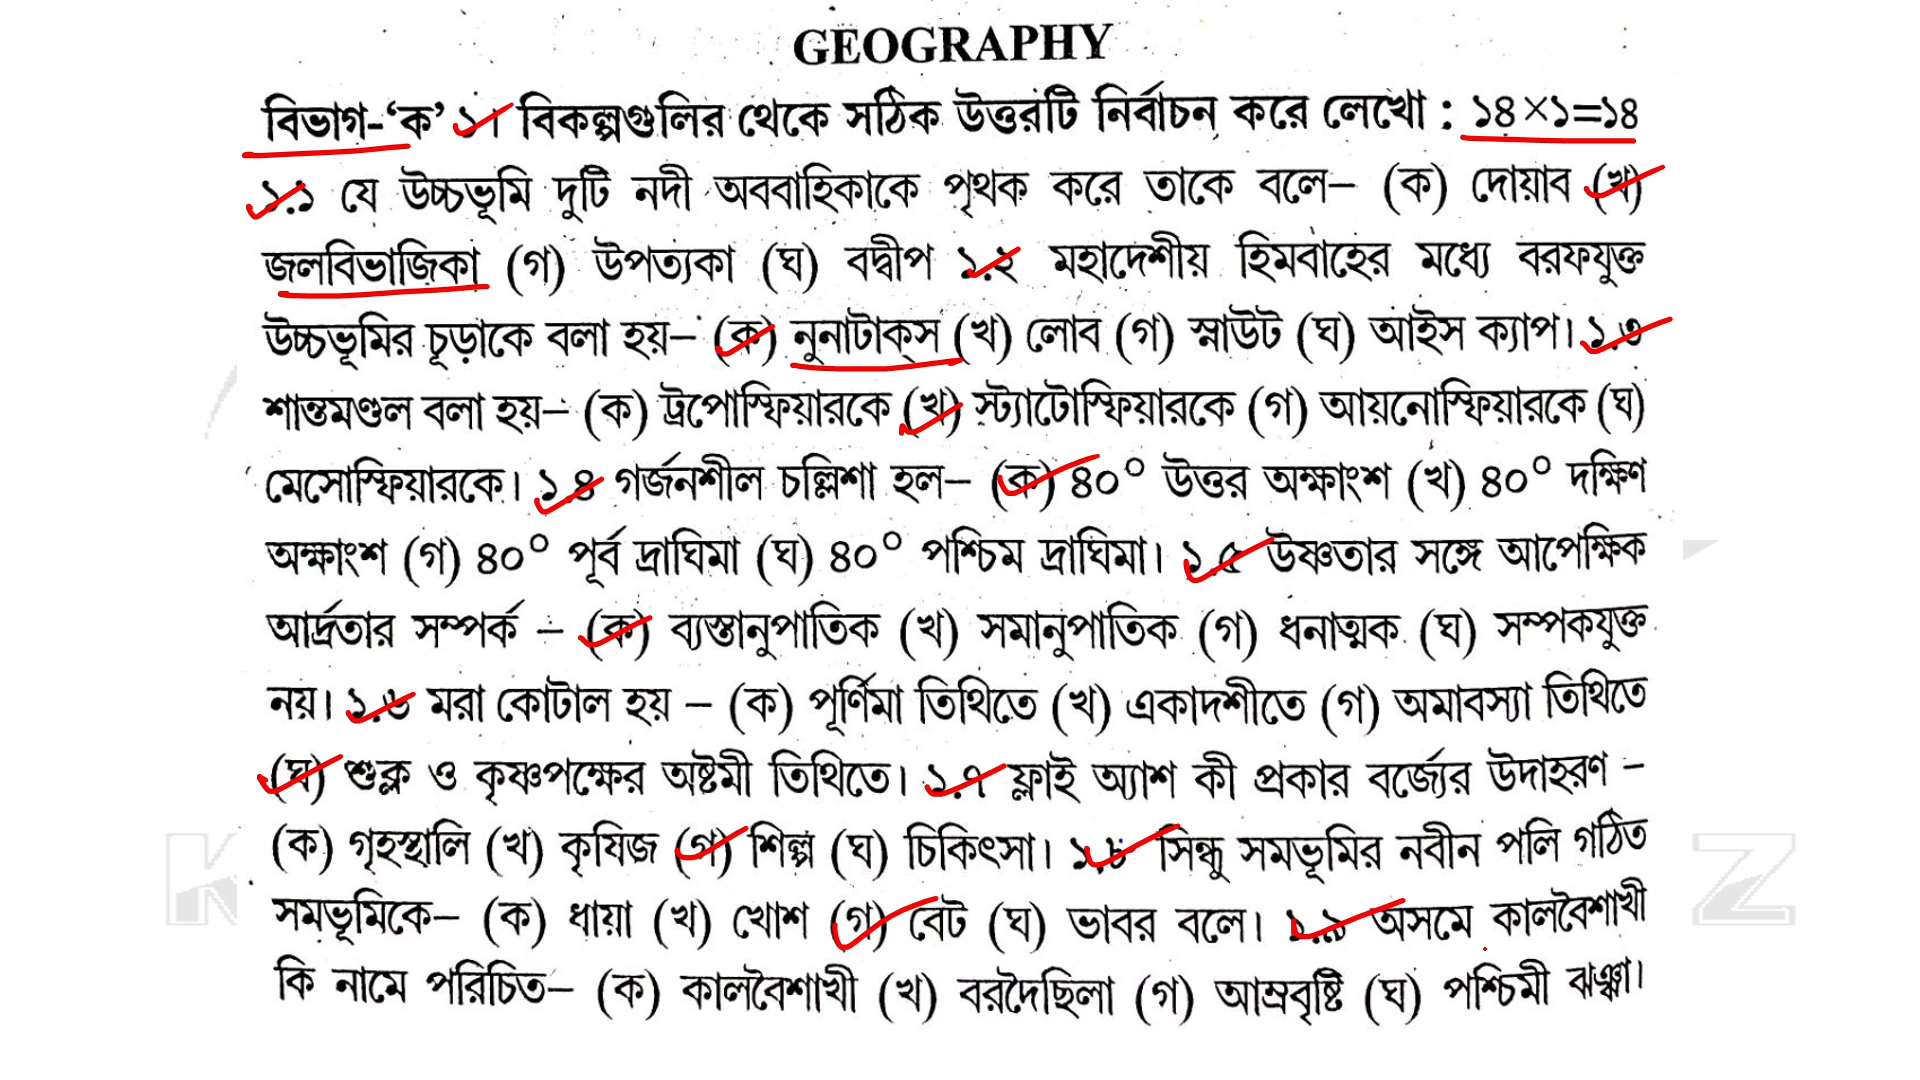 GEOGRAPHY
বিভাগ-‘ক’ ১। বিকল্পগুলির থেকে সঠিক উত্তরটি নির্বাচন করে লেখো : ১৪×১=১৪
১.১ যে উচ্চভূমি দুটি নদী অববাহিকাকে পৃথক করে তাকে বলে– (ক) দোয়াব (খ)
জলবিভাজিকা (গ) উপত্যকা (ঘ) বদ্বীপ ১.২ মহাদেশীয় হিমবাহের মধ্যে বরফযুক্ত
উচ্চভূমির চূড়াকে বলা হয়– (ক) নুনাটাক্‌স (খ) লোব (গ) স্নাউট (ঘ) আইস ক্যাপ। ১.৩
শান্তমণ্ডল বলা হয়– (ক) ট্রপোস্ফিয়ারকে (খ) স্ট্যাটোস্ফিয়ারকে (গ) আয়নোস্ফিয়ারকে (ঘ)
মেসোস্ফিয়ারকে। ১.৪ গর্জনশীল চল্লিশা হল– (ক) ৪০° উত্তর অক্ষাংশ (খ) ৪০° দক্ষিণ
অক্ষাংশ (গ) ৪০° পূর্ব দ্রাঘিমা (ঘ) ৪০° পশ্চিম দ্রাঘিমা। ১.৫ উষ্ণতার সঙ্গে আপেক্ষিক
আর্দ্রতার সম্পর্ক – (ক) ব্যস্তানুপাতিক (খ) সমানুপাতিক (গ) ধনাত্মক (ঘ) সম্পকযুক্ত
নয়। ১.৬ মরা কোটাল হয় – (ক) পূর্ণিমা তিথিতে (খ) একাদশীতে (গ) অমাবস্যা তিথিতে
(ঘ) শুক্ল ও কৃষ্ণপক্ষের অষ্টমী তিথিতে। ১.৭ ফ্লাই অ্যাশ কী প্রকার বর্জ্যের উদাহরণ –
(ক) গৃহস্থালি (খ) কৃষিজ (গ) শিল্প (ঘ) চিকিৎসা। ১.৮ সিন্ধু সমভূমির নবীন পলি গঠিত
সমভূমিকে– (ক) ধায়া (খ) খোশ (গ) বেট (ঘ) ভাবর বলে। ১.৯ অসমে কালবৈশাখী
কি নামে পরিচিত– (ক) কালবৈশাখী (খ) বরদৈছিলা (গ) আম্রবৃষ্টি (ঘ) পশ্চিমী ঝঞ্ঝা।